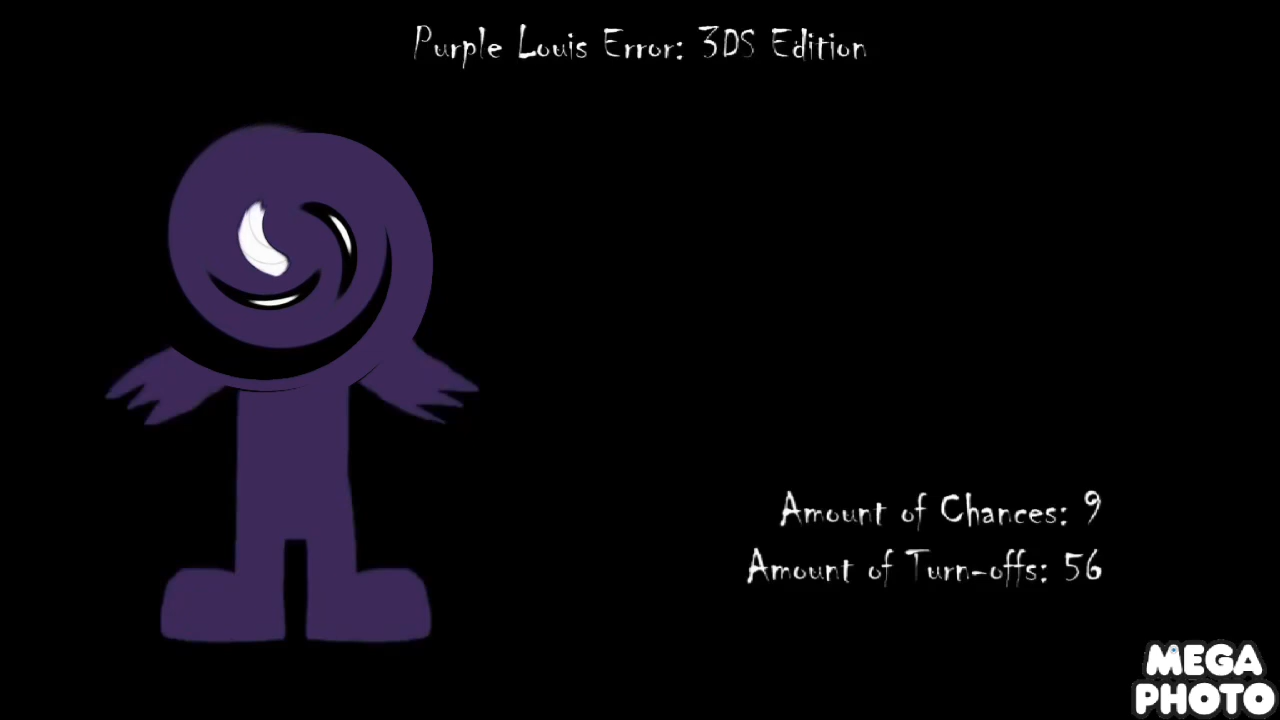 Purple Louis Error: 3DS Edition
Amount of Chances: 9
Amount of Turn-offs: 56
MEGA
PHOTO